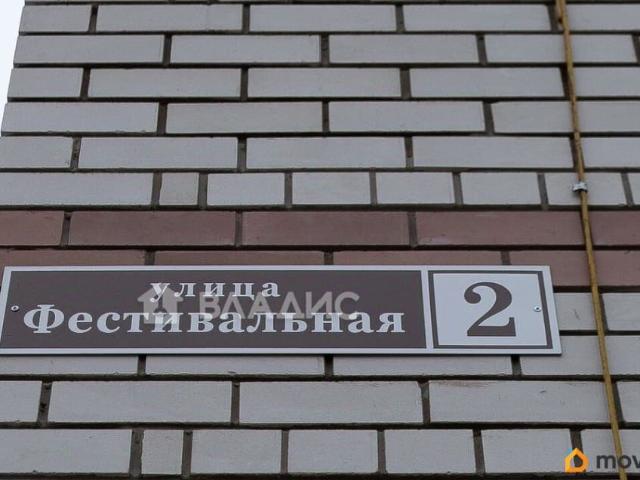 улица
Фестивальная
2
ВЛАДИС
mov